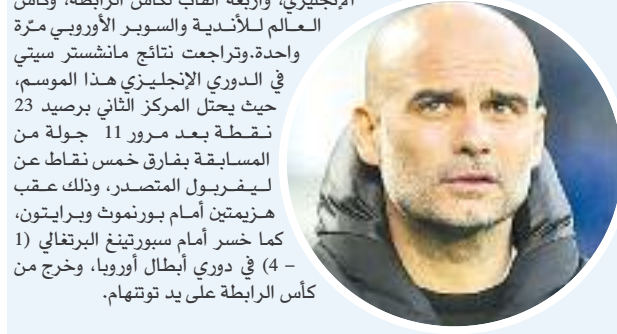 الإنجليزي، وأربعة ألقاب لكأس الرابطة، وكأس
العالم للأندية والسوبر الأوروبي مرّة
واحدة.وتراجعت نتائج مانشستر سيتي
في الدوري الإنجليزي هذا الموسم،
حيث يحتل المركز الثاني برصيد 23
نقطة بعد مرور 11 جولة من
المسابقة بفارق خمس نقاط عن
ليفربول المتصدر، وذلك عقب
هزيمتين أمام بورنموث وبرايتون،
كما خسر أمام سبورتينغ البرتغالي (1
– 4) في دوري أبطال أوروبا، وخرج من
كأس الرابطة على يد توتنهام.